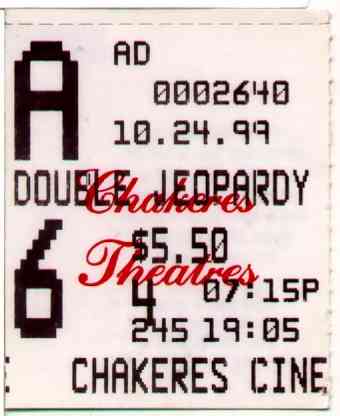 A AD
0002640
10.24.99
DOUBLE JEOPARDY
Chakeres
6 $5.50
Theatres
4 07:15P
245 19:05
: CHAKERES CINE